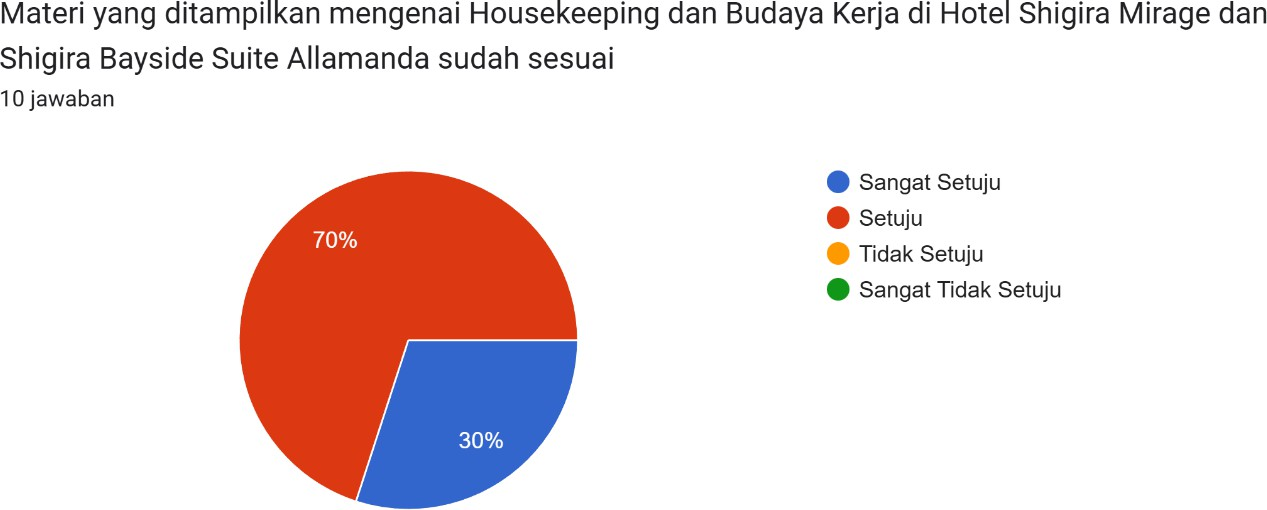 Materi yang ditampilkan mengenai Housekeeping dan Budaya Kerja di Hotel Shigira Mirage dan
Shigira Bayside Suite Allamanda sudah sesuai
10 jawaban
Sangat Setuju
Setuju
Tidak Setuju
Sangat Tidak Setuju
70%
30%